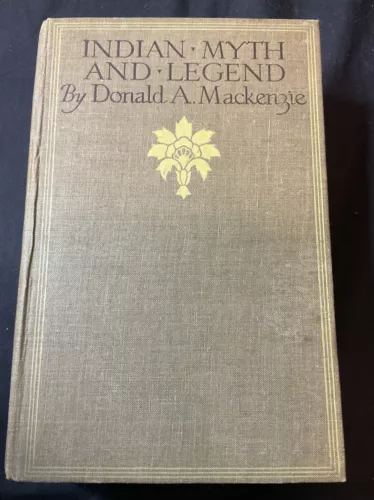 INDIAN · MYTH
AND · LEGEND
By Donald A. Mackenzie